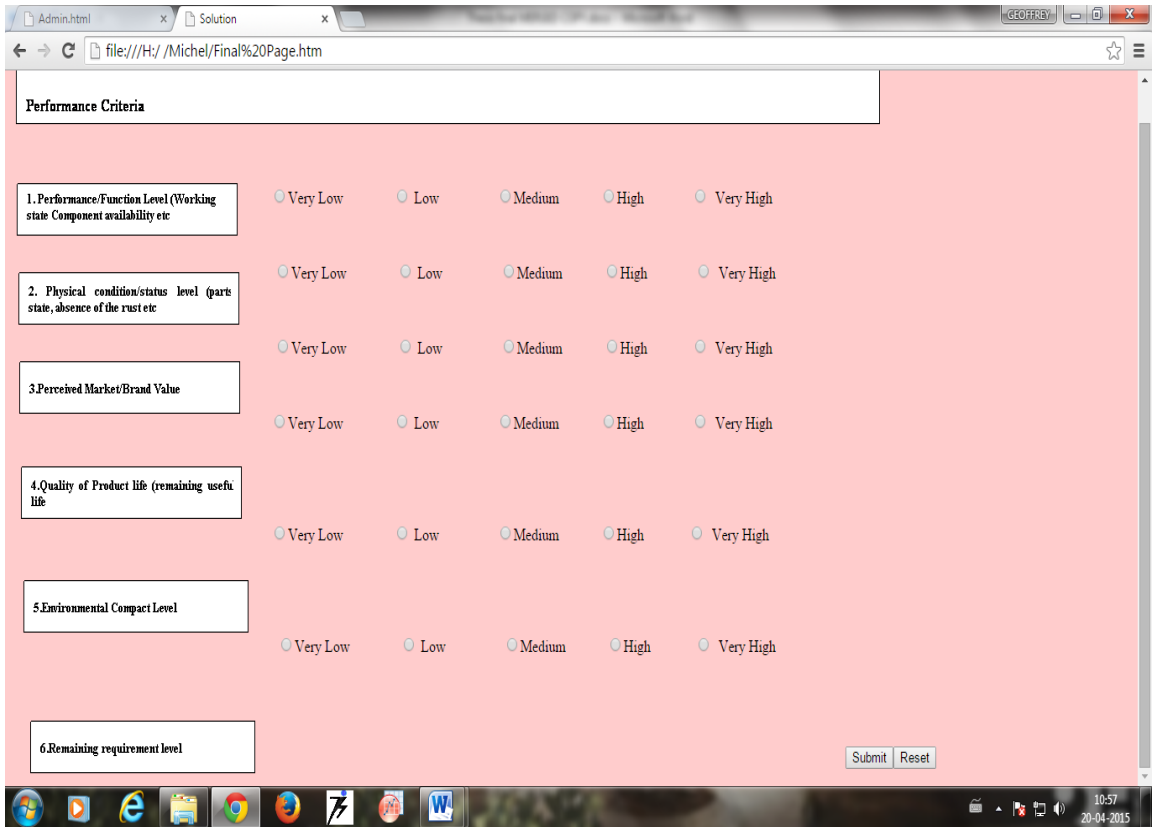 Admin.html x Solution x
GEOFFREY
file:///H:/ /Michel/Final%20Page.htm
Performance Criteria
1. Performance/Function Level (Working
state Component availability etc
Very Low Low Medium High Very High
Very Low Low Medium High Very High
2. Physical condition/status level (parts
state, absence of the rust etc
Very Low Low Medium High Very High
3.Perceived Market/Brand Value
Very Low Low Medium High Very High
4.Quality of Product life (remaining useful
life
Very Low Low Medium High Very High
5.Environmental Compact Level
Very Low Low Medium High Very High
6.Remaining requirement level
Submit Reset
10:57
20-04-2015